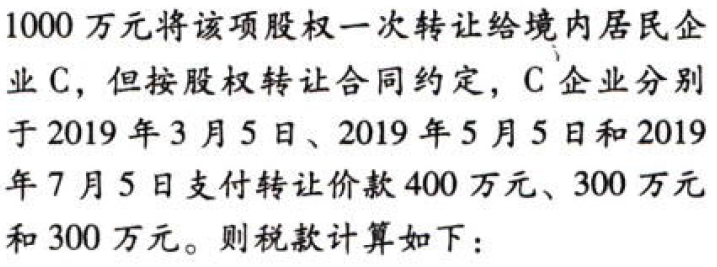 1000 万元将该项股权一次转让给境内居民企
业 C，但按股权转让合同约定，C 企业分别
于 2019 年 3 月 5 日、2019 年 5 月 5 日和 2019
年 7 月 5 日支付转让价款 400 万元、300 万元
和 300 万元。则税款计算如下：